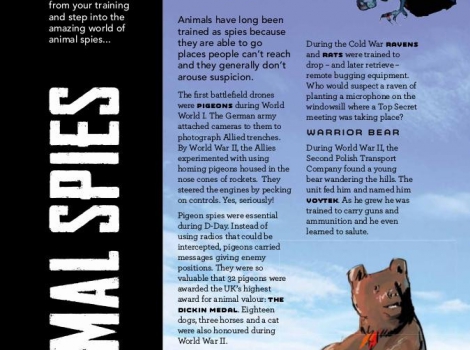 from your training
and step into the
amazing world of
animal spies...
MAL SPIES
Animals have long been
trained as spies because
they are able to go
places people can't reach
and they generally don't
arouse suspicion.
The first battlefield drones
were PIGEONS during World
World I. The German army
attached cameras to them to
photograph Allied trenches.
By World War II, the Allies
experimented with using
homing pigeons housed in the
nose cones of rockets. They
steered the engines by pecking
on controls. Yes, seriously!
Pigeon spies were essential
during D-Day. Instead of
using radios that could be
intercepted, pigeons carried
messages giving enemy
positions. They were so
valuable that 32 pigeons were
awarded the UK's highest
award for animal valour: THE
DICKIN MEDAL. Eighteen
dogs, three horses and a cat
were also honoured during
World War II.
During the Cold War RAVENS
and RATS were trained to
drop – and later retrieve –
remote bugging equipment.
Who would suspect a raven of
planting a microphone on the
windowsill where a Top Secret
meeting was taking place?
WARRIOR BEAR
During World War II, the
Second Polish Transport
Company found a young
bear wandering the hills. The
unit fed him and named him
VOYTEK. As he grew he was
trained to carry guns and
ammunition and he even
learned to salute.